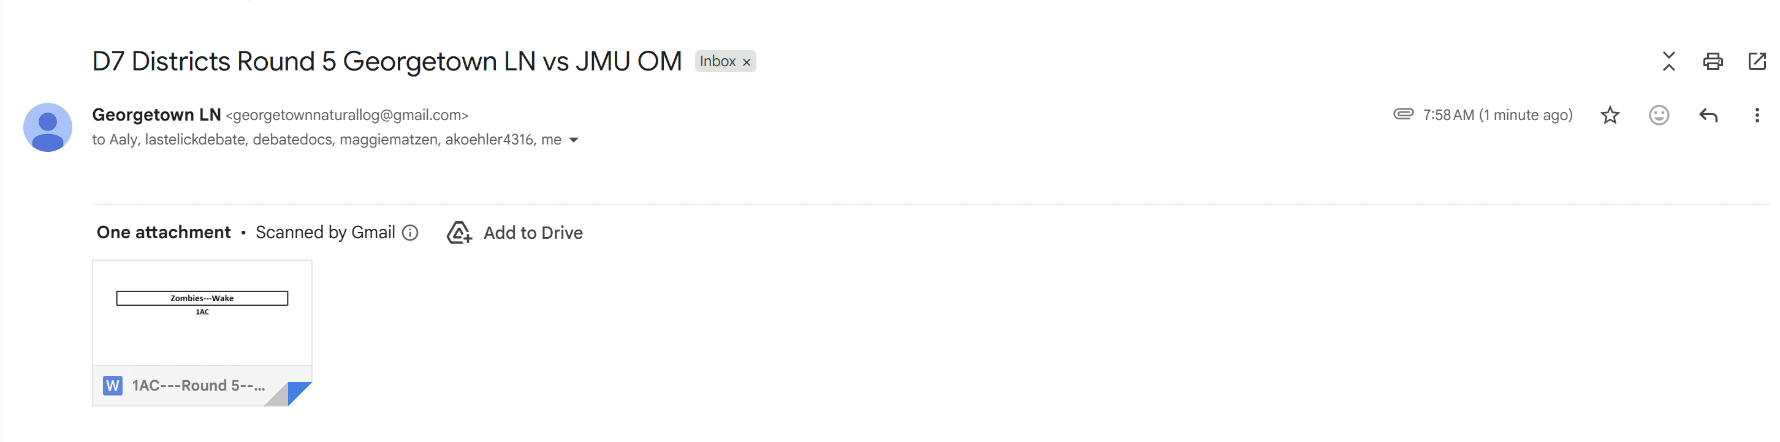 D7 Districts Round 5 Georgetown LN vs JMU OM Inbox ×
Georgetown LN <georgetownnaturallog@gmail.com> 7:58 AM (1 minute ago)
to Aaly, lastelickdebate, debatedocs, maggiematzen, akoehler4316, me
One attachment • Scanned by Gmail Add to Drive
Zombies---Wake
1AC
W 1AC---Round 5--...